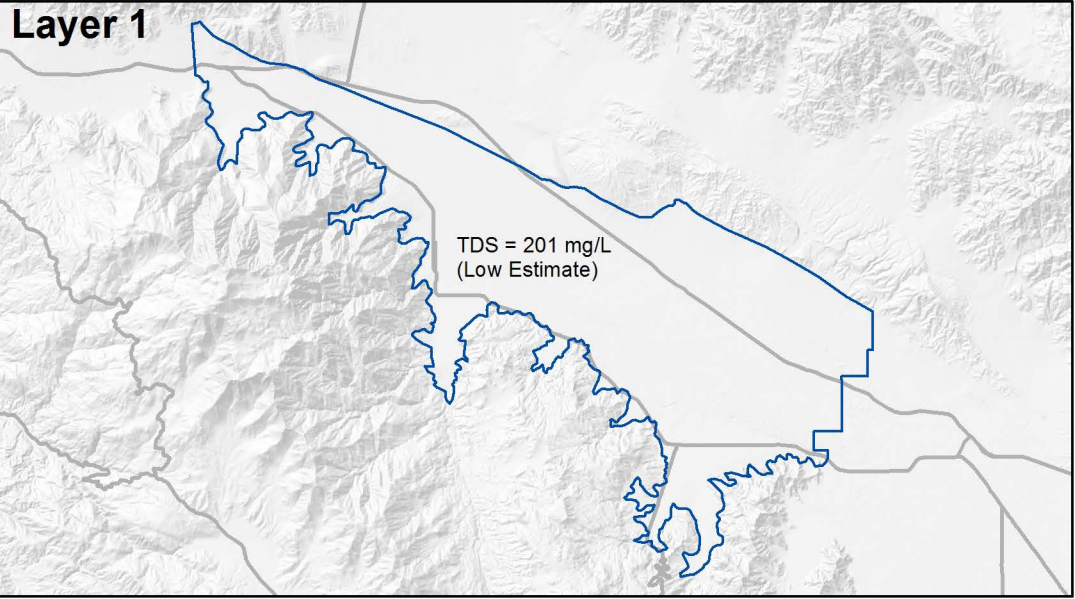 Layer 1
TDS = 201 mg/L
(Low Estimate)